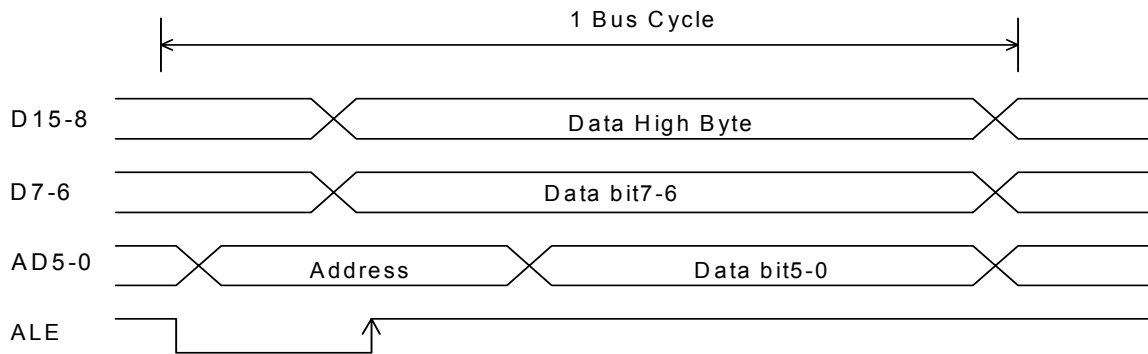 1 Bus Cycle
D15-8
Data High Byte
D7-6
Data bit7-6
AD5-0
Address
Data bit5-0
ALE